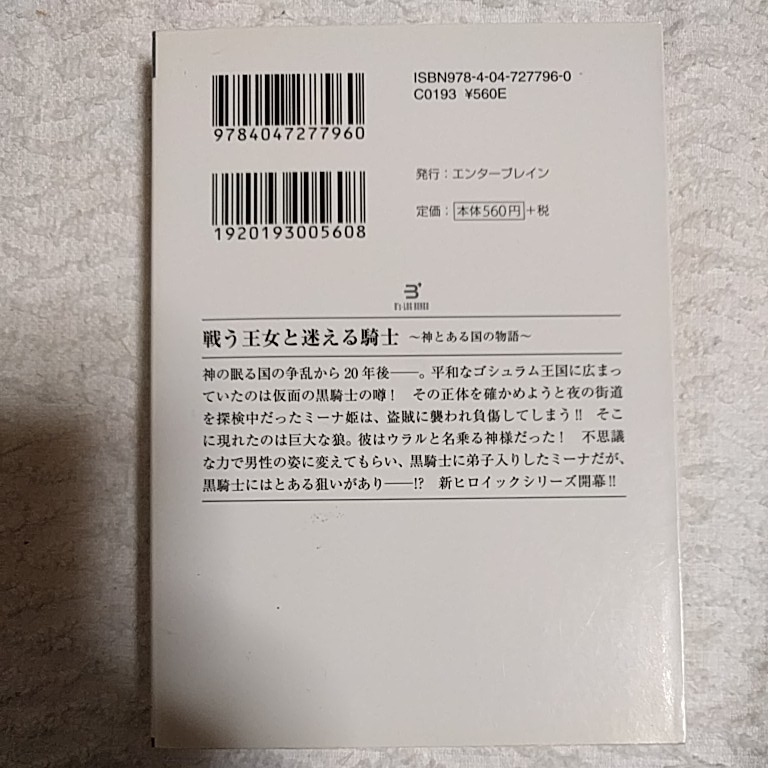 ISBN978-4-04-727796-0
C0193 ¥560E
9784047277960
発行：エンターブレイン
定価：本体560円+税
1920193005608
B's-LOG BUNKO
戦う王女と迷える騎士 ～神とある国の物語～
神の眠る国の争乱から20年後――。平和なゴシュラム王国に広まっ
ていたのは仮面の黒騎士の噂！　その正体を確かめようと夜の街道
を探検中だったミーナ姫は、盗賊に襲われ負傷してしまう!!　そこ
に現れたのは巨大な狼。彼はウラルと名乗る神様だった！　不思議
な力で男性の姿に変えてもらい、黒騎士に弟子入りしたミーナだが、
黒騎士にはとある狙いがあり――!?　新ヒロイックシリーズ開幕!!